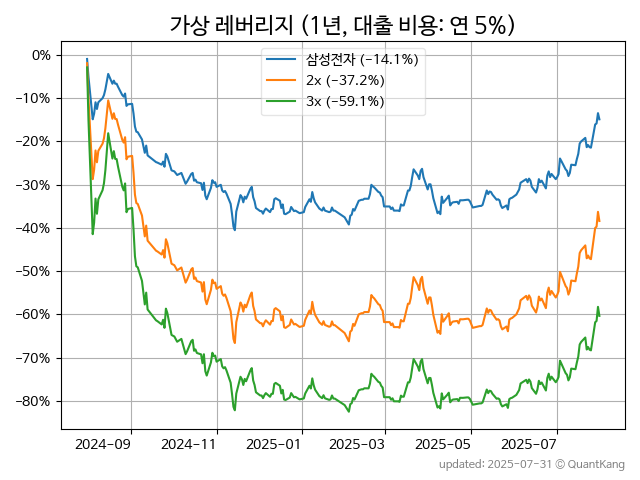 가상 레버리지 (1년, 대출 비용: 연 5%)
삼성전자 (−14.1%)
2x (−37.2%)
3x (−59.1%)
0%
−10%
−20%
−30%
−40%
−50%
−60%
−70%
−80%
2024-09 2024-11 2025-01 2025-03 2025-05 2025-07
updated: 2025-07-31 © QuantKang